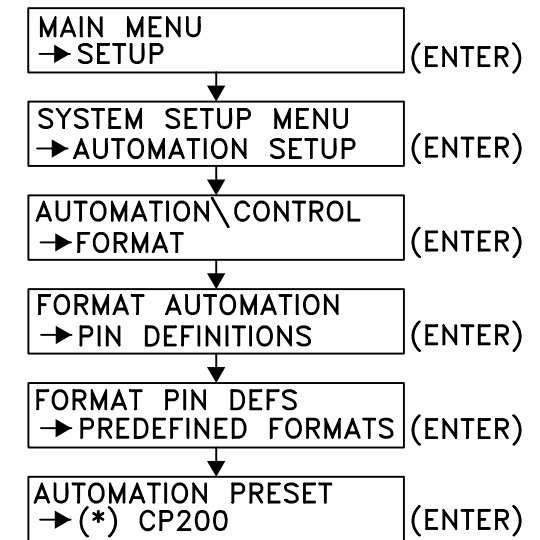 MAIN MENU
→ SETUP (ENTER)
SYSTEM SETUP MENU
→ AUTOMATION SETUP (ENTER)
AUTOMATION\CONTROL
→ FORMAT (ENTER)
FORMAT AUTOMATION
→ PIN DEFINITIONS (ENTER)
FORMAT PIN DEFS
→ PREDEFINED FORMATS (ENTER)
AUTOMATION PRESET
→ (*) CP200 (ENTER)